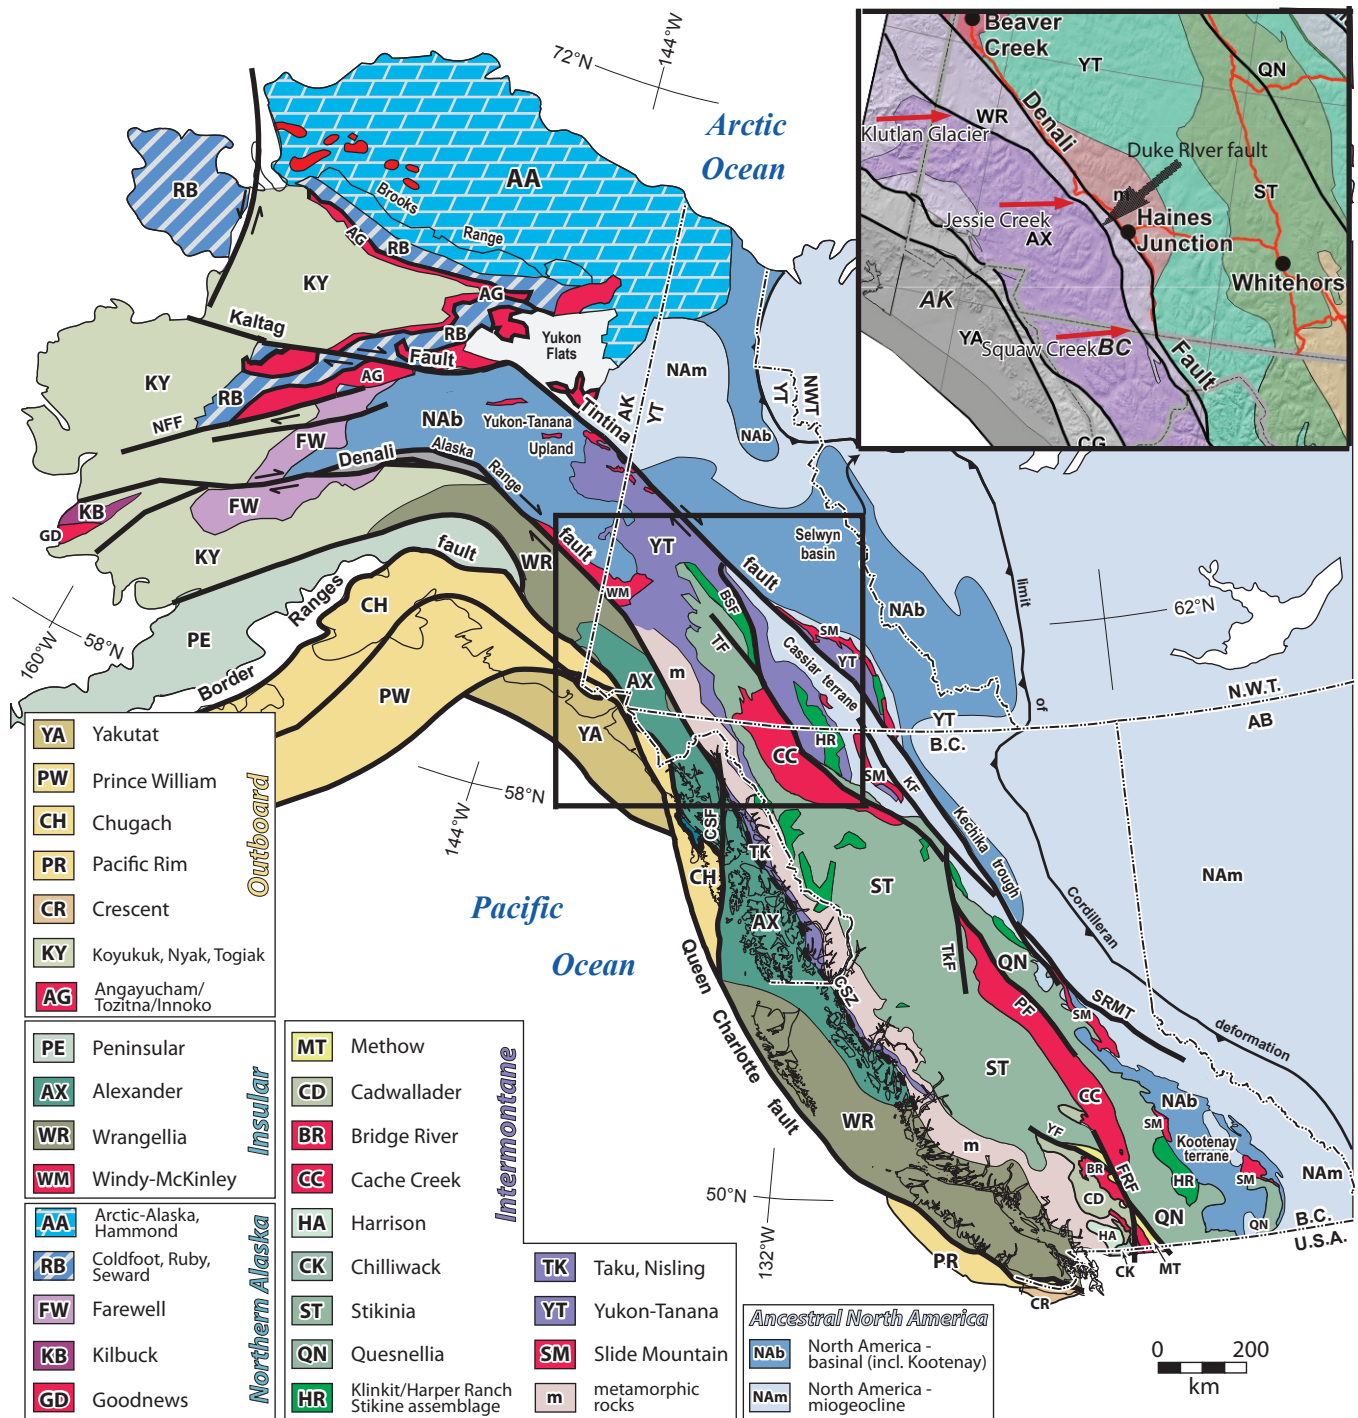 72°N
144°W
Arctic
Ocean
AA
RB
Brooks
Range
AG
RB
KY
AG
Kaltag
RB
Fault
Yukon
Flats
KY
RB
AG
NFF
NAb
Yukon-Tanana
Upland
Tintina
AK
YT
NAm
YT
NWT
NAb
FW
Denali
Alaska
Range
FW
KB
GD
KY
fault
WR
fault
WM
YT
fault
Selwyn
basin
NAb
limit
of
62°N
160°W
58°N
PE
Border
Ranges
CH
PW
YA
AX
m
TF
BSF
SM
YT
Cassiar terrane
HR
CC
SM
KF
YT
B.C.
N.W.T.
AB
Kechika
trough
Cordilleran
deformation
NAm
58°N
144°W
Pacific
Ocean
CSF
TK
CH
AX
CSZ
ST
TkF
QN
PF
SM
SRMT
Queen
Charlotte
fault
WR
m
ST
CC
YF
BR
FRF
CD
HA
CK
MT
QN
HR
SM
NAb
Kootenay
terrane
SM
QN
NAm
B.C.
U.S.A.
50°N
132°W
PR
CR
Beaver
Creek
YT
QN
WR
Denali
Klutlan Glacier
Duke RIver fault
m
ST
Jessie Creek
AX
Haines
Junction
Whitehors
AK
YA
Squaw Creek
BC
Fault
CG
YA Yakutat
PW Prince William
CH Chugach
PR Pacific Rim
CR Crescent
KY Koyukuk, Nyak, Togiak
AG Angayucham/
Tozitna/Innoko
Outboard
PE Peninsular
AX Alexander
WR Wrangellia
WM Windy-McKinley
Insular
AA Arctic-Alaska,
Hammond
RB Coldfoot, Ruby,
Seward
FW Farewell
KB Kilbuck
GD Goodnews
Northern Alaska
MT Methow
CD Cadwallader
BR Bridge River
CC Cache Creek
HA Harrison
CK Chilliwack
ST Stikinia
QN Quesnellia
HR Klinkit/Harper Ranch
Stikine assemblage
Intermontane
TK Taku, Nisling
YT Yukon-Tanana
SM Slide Mountain
m metamorphic
rocks
Ancestral North America
NAb North America -
basinal (incl. Kootenay)
NAm North America -
miogeocline
0 200
km